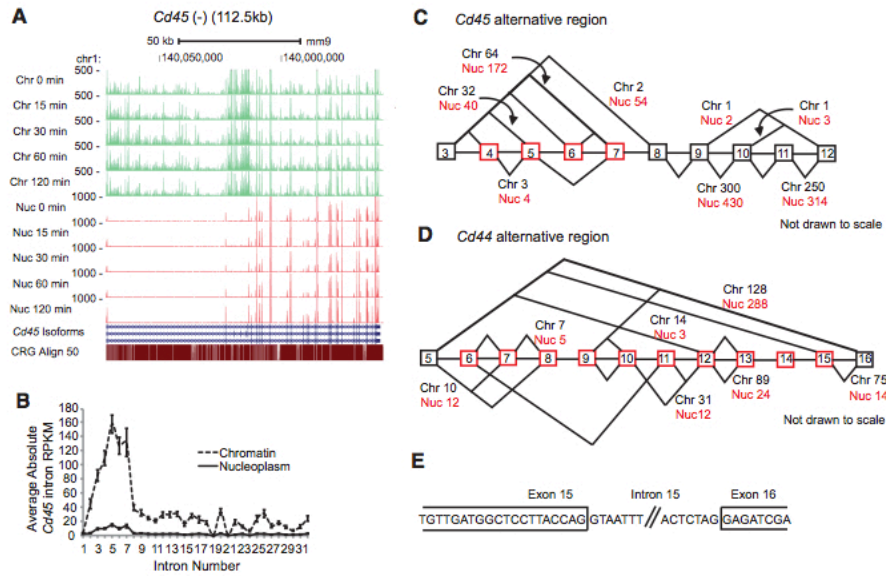 A
Cd45 (-) (112.5kb)
50 kb mm9
chr1: 140,050,000 140,000,000
500 -
Chr 0 min
500 -
Chr 15 min
500 -
Chr 30 min
500 -
Chr 60 min
500 -
Chr 120 min
1000 -
Nuc 0 min
1000 -
Nuc 15 min
1000 -
Nuc 30 min
1000 -
Nuc 60 min
1000 -
Nuc 120 min
Cd45 Isoforms
CRG Align 50
B
Average Absolute
Cd45 intron RPKM
180
160
140
120
100
80
60
40
20
0
Chromatin
Nucleoplasm
1 3 5 7 9 11 13 15 17 19 21 23 25 27 29 31
Intron Number
C
Cd45 alternative region
Chr 64
Nuc 172
Chr 32
Nuc 40
Chr 2
Nuc 54
Chr 1
Nuc 2
Chr 1
Nuc 3
3 4 5 6 7 8 9 10 11 12
Chr 3
Nuc 4
Chr 300
Nuc 430
Chr 250
Nuc 314
Not drawn to scale
D
Cd44 alternative region
Chr 128
Nuc 288
Chr 7
Nuc 5
Chr 14
Nuc 3
5 6 7 8 9 10 11 12 13 14 15 16
Chr 10
Nuc 12
Chr 31
Nuc12
Chr 89
Nuc 24
Chr 75
Nuc 14
Not drawn to scale
E
Exon 15 Intron 15 Exon 16
TGTTGATGGCTCCTTACCAG GTAATTT // ACTCTAG GAGATCGA